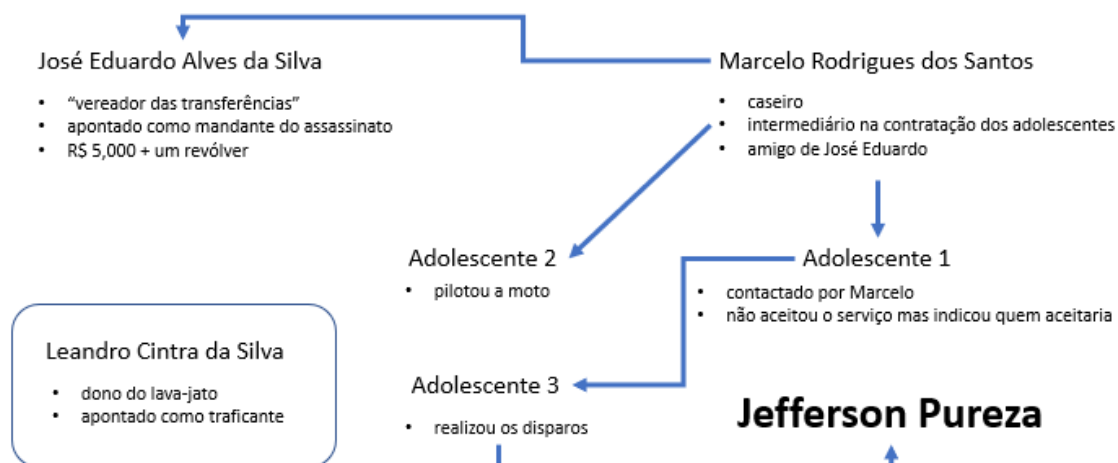 José Eduardo Alves da Silva
• “vereador das transferências”
• apontado como mandante do assassinato
• R$ 5,000 + um revólver
Marcelo Rodrigues dos Santos
• caseiro
• intermediário na contratação dos adolescentes
• amigo de José Eduardo
Adolescente 2
• pilotou a moto
Adolescente 1
• contactado por Marcelo
• não aceitou o serviço mas indicou quem aceitaria
Leandro Cintra da Silva
• dono do lava-jato
• apontado como traficante
Adolescente 3
• realizou os disparos
Jefferson Pureza